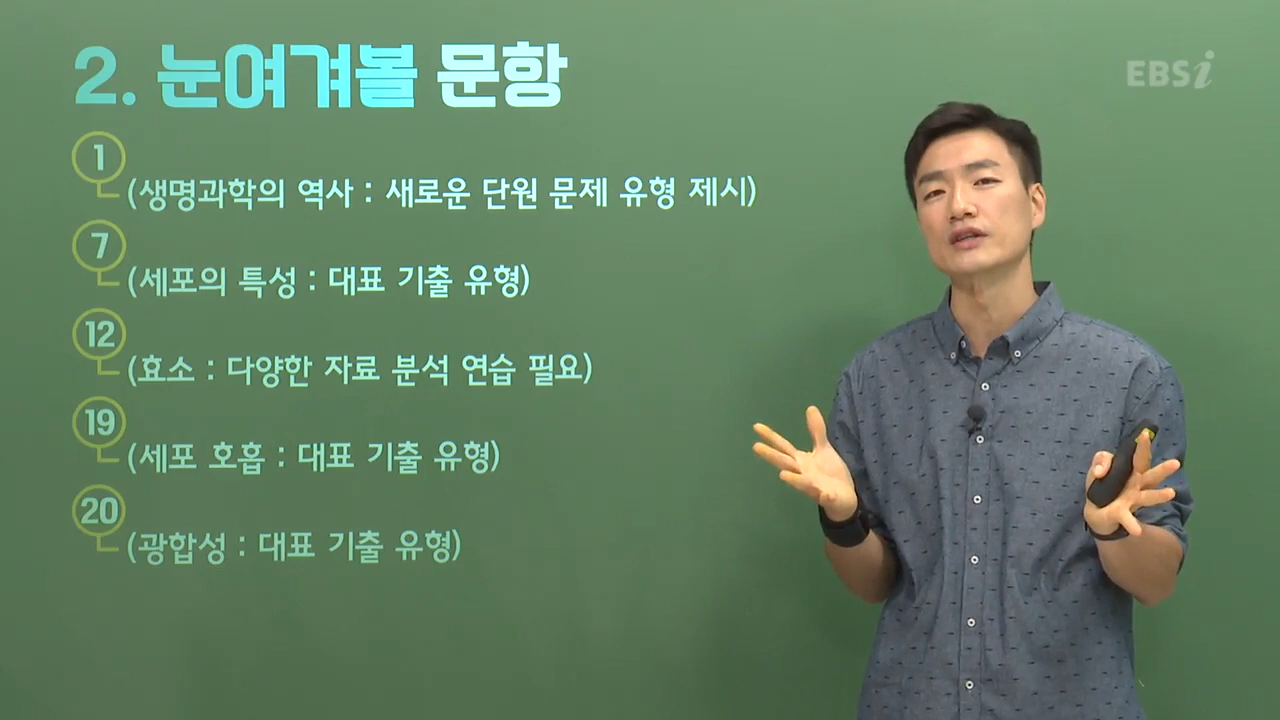 2. 눈여겨볼 문항
EBSi
1
(생명과학의 역사 : 새로운 단원 문제 유형 제시)
7
(세포의 특성 : 대표 기출 유형)
12
(효소 : 다양한 자료 분석 연습 필요)
19
(세포 호흡 : 대표 기출 유형)
20
(광합성 : 대표 기출 유형)